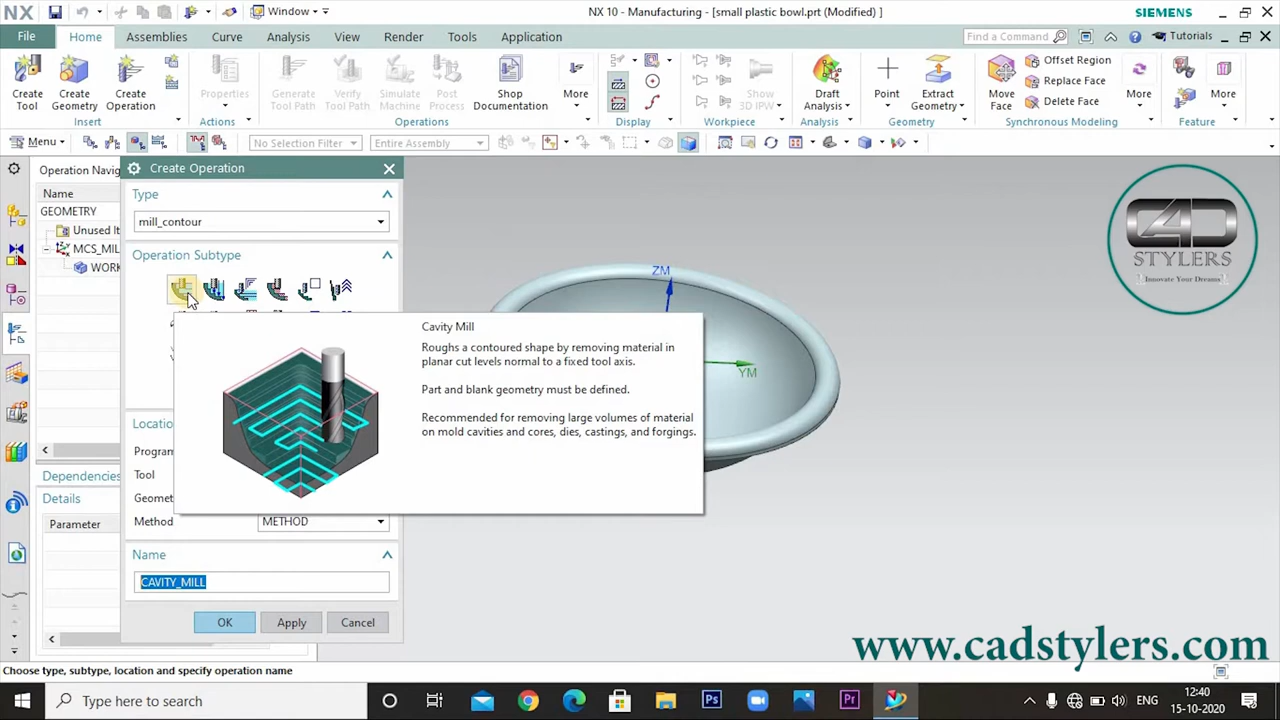 NX
Window
NX 10 - Manufacturing - [small plastic bowl.prt (Modified) ]
SIEMENS
File
Home
Assemblies
Curve
Analysis
View
Render
Tools
Application
Find a Command
Tutorials
Create
Tool
Create
Geometry
Create
Operation
Properties
Generate
Tool Path
Verify
Tool Path
Simulate
Machine
Post
Process
Shop
Documentation
More
Show
3D IPW
Draft
Analysis
Point
Extract
Geometry
Move
Face
Offset Region
Replace Face
Delete Face
More
More
Insert
Actions
Operations
Display
Workpiece
Analysis
Geometry
Synchronous Modeling
Feature
Menu
No Selection Filter
Entire Assembly
Operation Navig
Name
GEOMETRY
Unused It
MCS_MIL
WORK
Dependencies
Details
Parameter
Create Operation
Type
mill_contour
Operation Subtype
Cavity Mill
Roughs a contoured shape by removing material in
planar cut levels normal to a fixed tool axis.
Part and blank geometry must be defined.
Recommended for removing large volumes of material
on mold cavities and cores, dies, castings, and forgings.
Locatio
Program
Tool
Geomet
Method
METHOD
Name
CAVITY_MILL
OK
Apply
Cancel
ZM
YM
CAD
STYLERS
Innovate Your Dreams
www.cadstylers.com
Choose type, subtype, location and specify operation name
Type here to search
Ps
Pr
ENG
12:40
15-10-2020